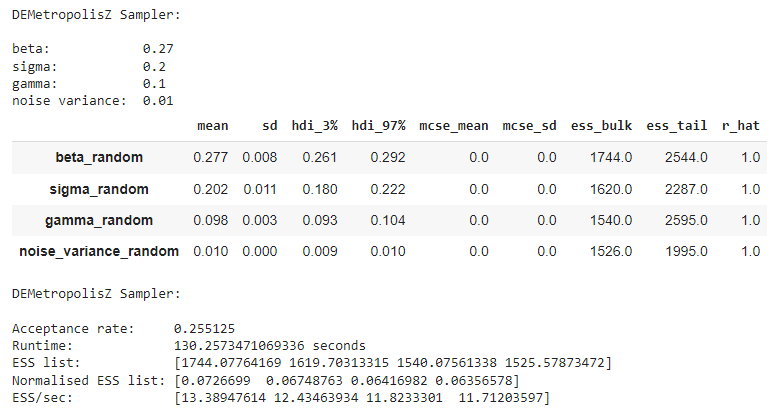 DEMetropolisZ Sampler:
beta: 0.27
sigma: 0.2
gamma: 0.1
noise variance: 0.01
mean sd hdi_3% hdi_97% mcse_mean mcse_sd ess_bulk ess_tail r_hat
beta_random 0.277 0.008 0.261 0.292 0.0 0.0 1744.0 2544.0 1.0
sigma_random 0.202 0.011 0.180 0.222 0.0 0.0 1620.0 2287.0 1.0
gamma_random 0.098 0.003 0.093 0.104 0.0 0.0 1540.0 2595.0 1.0
noise_variance_random 0.010 0.000 0.009 0.010 0.0 0.0 1526.0 1995.0 1.0
DEMetropolisZ Sampler:
Acceptance rate: 0.255125
Runtime: 130.2573471069336 seconds
ESS list: [1744.07764169 1619.70313315 1540.07561338 1525.57873472]
Normalised ESS list: [0.0726699 0.06748763 0.06416982 0.06356578]
ESS/sec: [13.38947614 12.43463934 11.8233301 11.71203597]